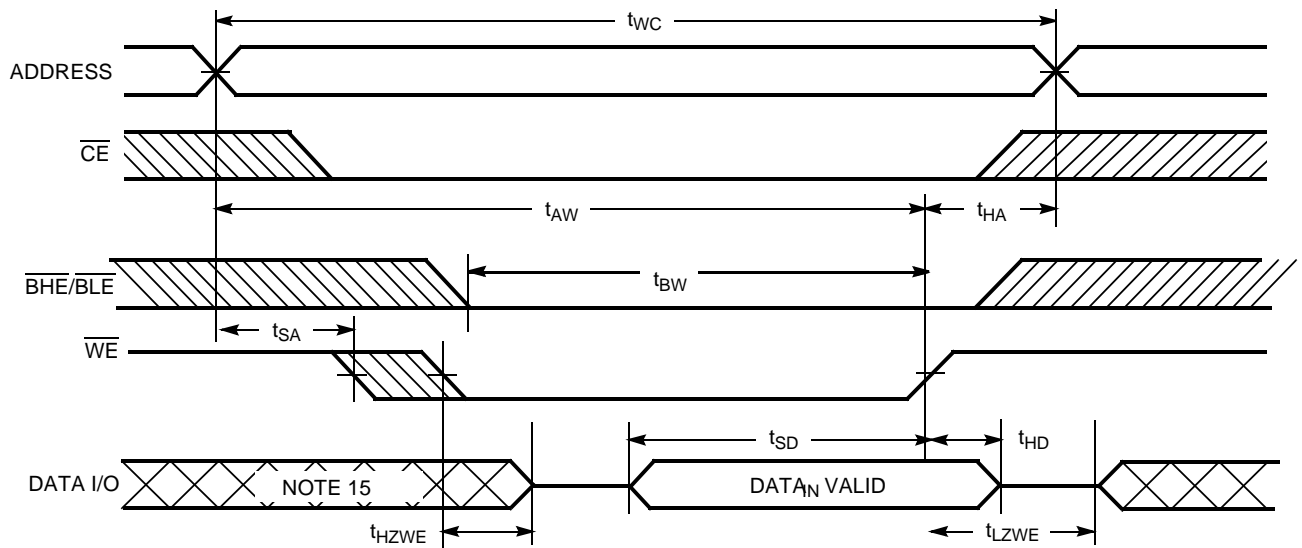 tWC
ADDRESS
CE
tAW
tHA
BHE/BLE
tBW
tSA
WE
tSD
tHD
DATA I/O
NOTE 15
DATAIN VALID
tHZWE
tLZWE